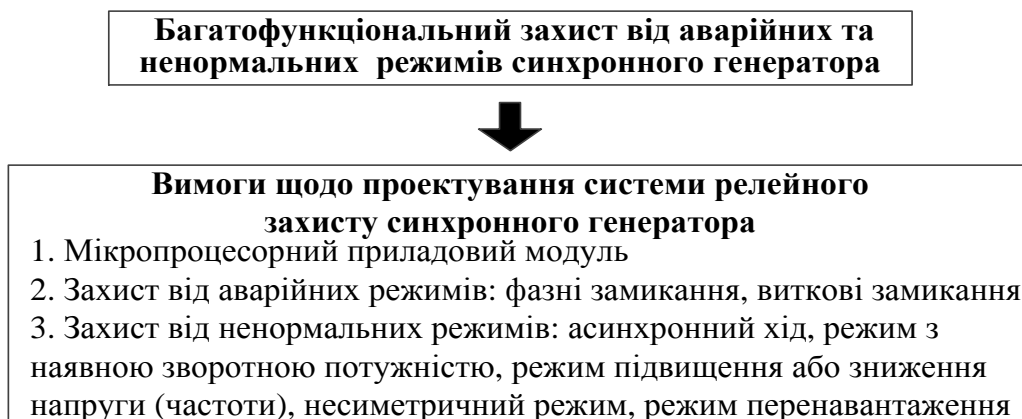 Багатофункціональний захист від аварійних та
ненормальних режимів синхронного генератора
Вимоги щодо проектування системи релейного
захисту синхронного генератора
1. Мікропроцесорний приладовий модуль
2. Захист від аварійних режимів: фазні замикання, виткові замикання
3. Захист від ненормальних режимів: асинхронний хід, режим з
наявною зворотною потужністю, режим підвищення або зниження
напруги (частоти), несиметричний режим, режим перенавантаження